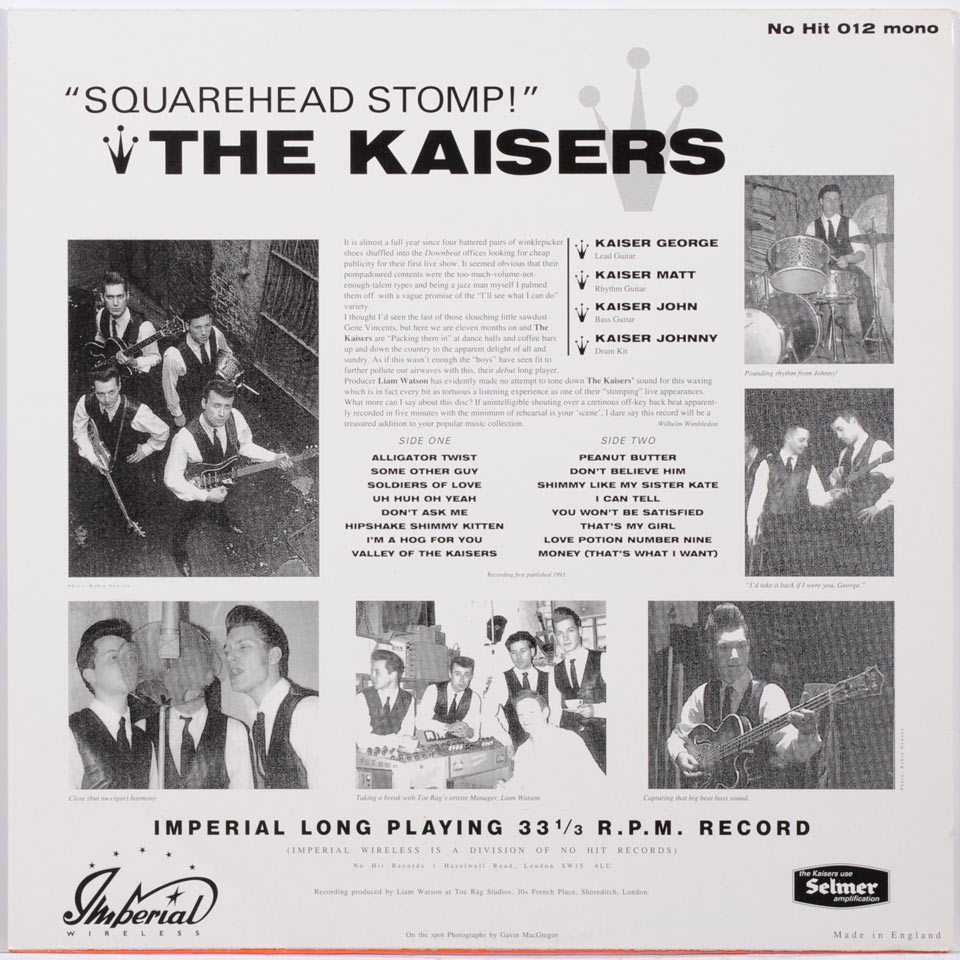 No Hit 012 mono
“SQUAREHEAD STOMP!”
THE KAISERS
It is almost a full year since four battered pairs of winklepicker
shoes shuffled into the Downbeat offices looking for cheap
publicity for their first live show. It seemed obvious that their
pompadoured contents were the too-much-volume-not-
enough-talent types and being a jazz man myself I palmed
them off with a vague promise of the “I’ll see what I can do”
variety.
I thought I’d seen the last of those slouching little sawdust
Gene Vincents, but here we are eleven months on and The
Kaisers are “Packing them in” at dance halls and coffee bars
up and down the country to the apparent delight of all and
sundry. As if this wasn’t enough the “boys” have seen fit to
further pollute our airwaves with this, their debut long player.
Producer Liam Watson has evidently made no attempt to tone down The Kaisers’ sound for this waxing
which is in fact every bit as tortuous a listening experience as one of their “stomping” live appearances.
What more can I say about this disc? If unintelligible shouting over a cretinous off-key back beat apparent-
ly recorded in five minutes with the minimum of rehearsal is your ‘scene’, I dare say this record will be a
treasured addition to your popular music collection.
Wilhelm Wimbledon
KAISER GEORGE
Lead Guitar
KAISER MATT
Rhythm Guitar
KAISER JOHN
Bass Guitar
KAISER JOHNNY
Drum Kit
Pounding rhythm from Johnny!
SIDE ONE
ALLIGATOR TWIST
SOME OTHER GUY
SOLDIERS OF LOVE
UH HUH OH YEAH
DON’T ASK ME
HIPSHAKE SHIMMY KITTEN
I’M A HOG FOR YOU
VALLEY OF THE KAISERS
SIDE TWO
PEANUT BUTTER
DON’T BELIEVE HIM
SHIMMY LIKE MY SISTER KATE
I CAN TELL
YOU WON’T BE SATISFIED
THAT’S MY GIRL
LOVE POTION NUMBER NINE
MONEY (THAT’S WHAT I WANT)
Recording first published 1993
Photo: Robin
“I’d take it back if I were you, George.”
Close (but no cigar) harmony
Taking a break with Toe Rag’s artiste Manager, Liam Watson.
Capturing that big beat bass sound.
Photo: Robin
IMPERIAL LONG PLAYING 33 1/3 R.P.M. RECORD
(IMPERIAL WIRELESS IS A DIVISION OF NO HIT RECORDS)
No Hit Records 1 Hazelwell Road, London SW15 6LU
Recording produced by Liam Watson at Toe Rag Studios, 10s French Place, Shoreditch, London.
Imperial
WIRELESS
the Kaisers use
Selmer
amplification
On the spot Photographs by Gavin MacGregor
Made in England